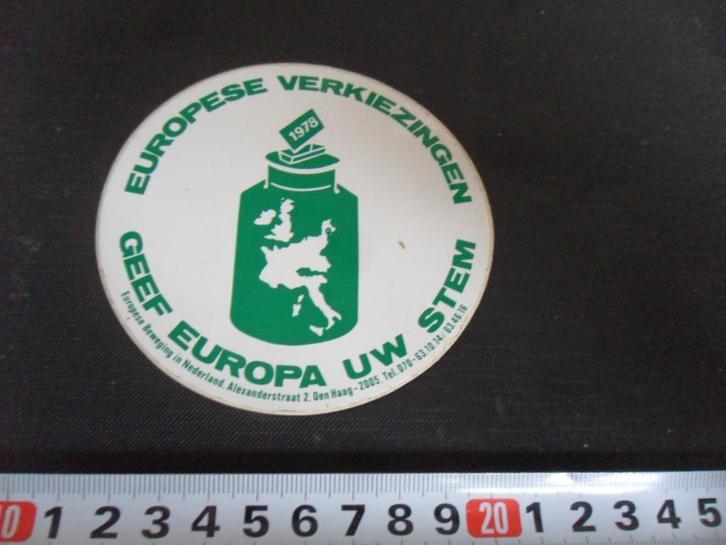 EUROPESE VERKIEZINGEN
1978
GEEF EUROPA UW STEM
Europese Beweging in Nederland. Alexanderstraat 2. Den Haag-2005. Tel. 070-63.10.14/63.46.16
10 1 2 3 4 5 6 7 8 9 20 1 2 3 4 5